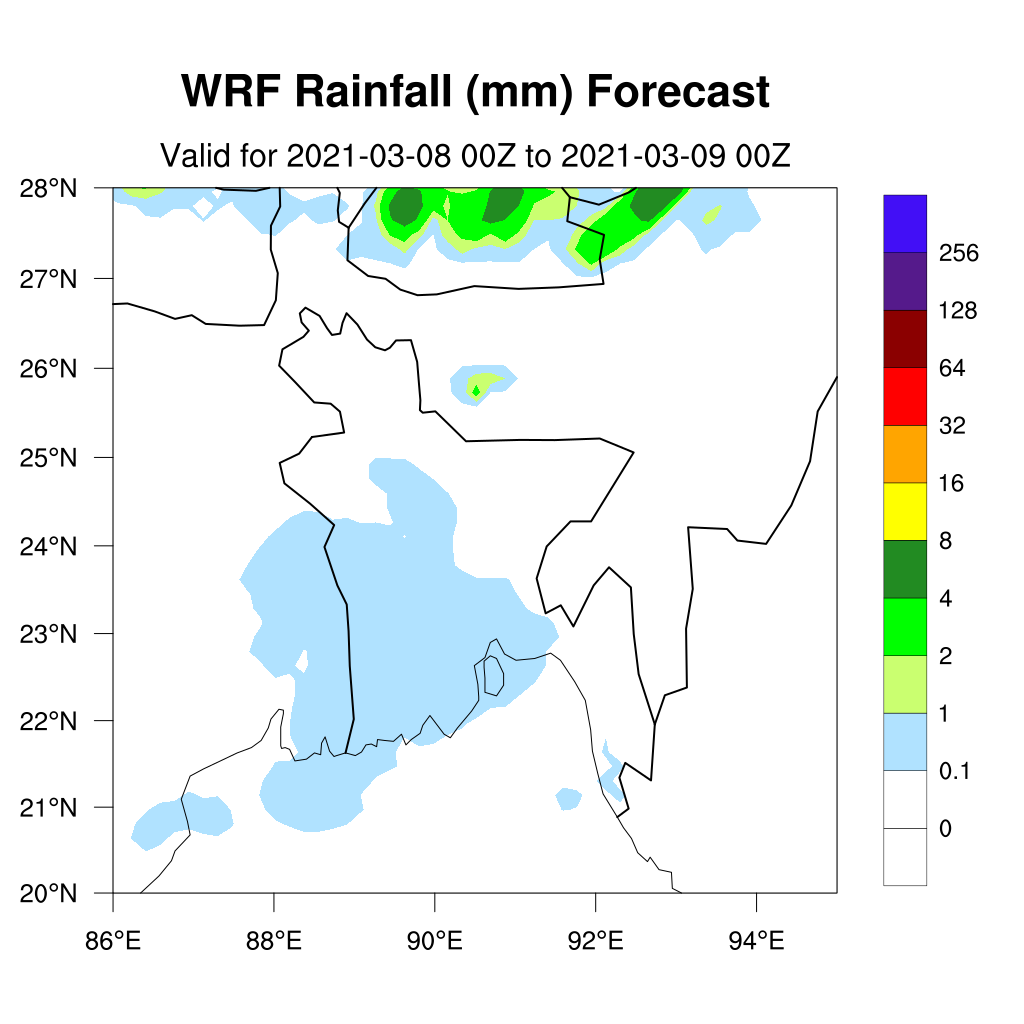 WRF Rainfall (mm) Forecast
Valid for 2021-03-08 00Z to 2021-03-09 00Z
28°N
27°N
26°N
25°N
24°N
23°N
22°N
21°N
20°N
86°E 88°E 90°E 92°E 94°E
256
128
64
32
16
8
4
2
1
0.1
0